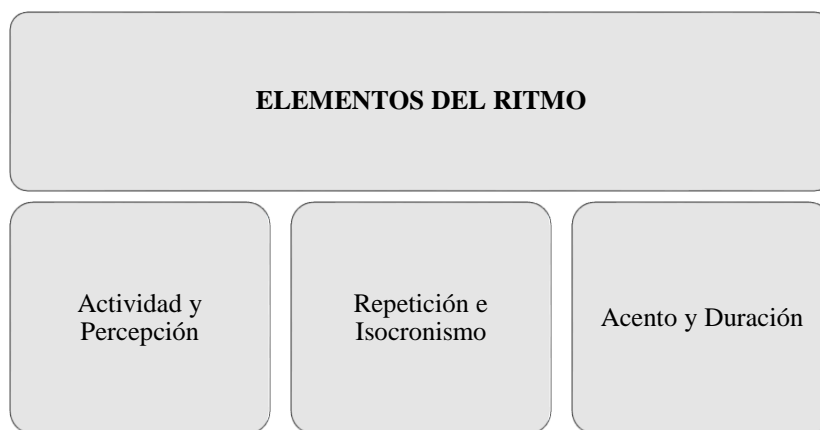 ELEMENTOS DEL RITMO
Actividad y
Percepción
Repetición e
Isocronismo
Acento y Duración